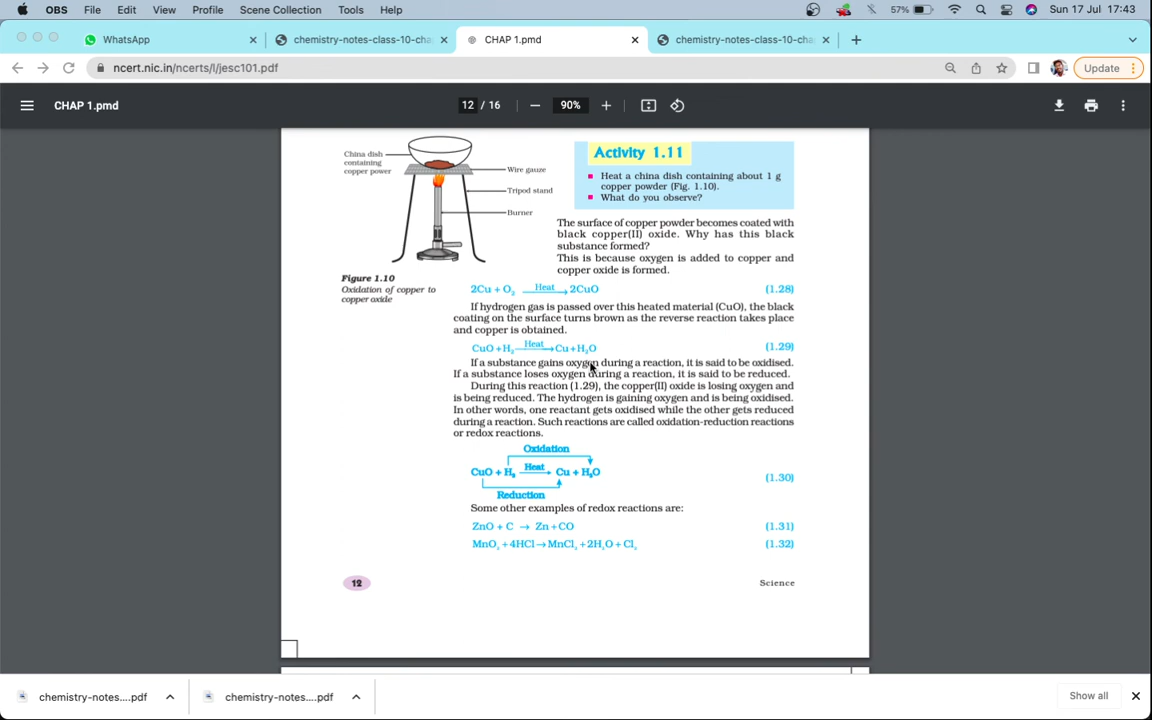 OBS File Edit View Profile Scene Collection Tools Help 57% Sun 17 Jul 17:43
WhatsApp chemistry-notes-class-10-cha CHAP 1.pmd chemistry-notes-class-10-cha
ncert.nic.in/ncerts/l/jesc101.pdf Update
CHAP 1.pmd 12 / 16 90%
China dish
containing
copper power
Wire gauze
Tripod stand
Burner
Figure 1.10
Oxidation of copper to
copper oxide
Activity 1.11
Heat a china dish containing about 1 g
copper powder (Fig. 1.10).
What do you observe?
The surface of copper powder becomes coated with
black copper(II) oxide. Why has this black
substance formed?
This is because oxygen is added to copper and
copper oxide is formed.
2Cu + O₂ Heat→ 2CuO (1.28)
If hydrogen gas is passed over this heated material (CuO), the black
coating on the surface turns brown as the reverse reaction takes place
and copper is obtained.
CuO + H₂ Heat→ Cu + H₂O (1.29)
If a substance gains oxygen during a reaction, it is said to be oxidised.
If a substance loses oxygen during a reaction, it is said to be reduced.
During this reaction (1.29), the copper(II) oxide is losing oxygen and
is being reduced. The hydrogen is gaining oxygen and is being oxidised.
In other words, one reactant gets oxidised while the other gets reduced
during a reaction. Such reactions are called oxidation-reduction reactions
or redox reactions.
Oxidation
CuO + H₂ Heat→ Cu + H₂O (1.30)
Reduction
Some other examples of redox reactions are:
ZnO + C → Zn + CO (1.31)
MnO₂ + 4HCl → MnCl₂ + 2H₂O + Cl₂ (1.32)
12 Science
chemistry-notes....pdf chemistry-notes....pdf Show all